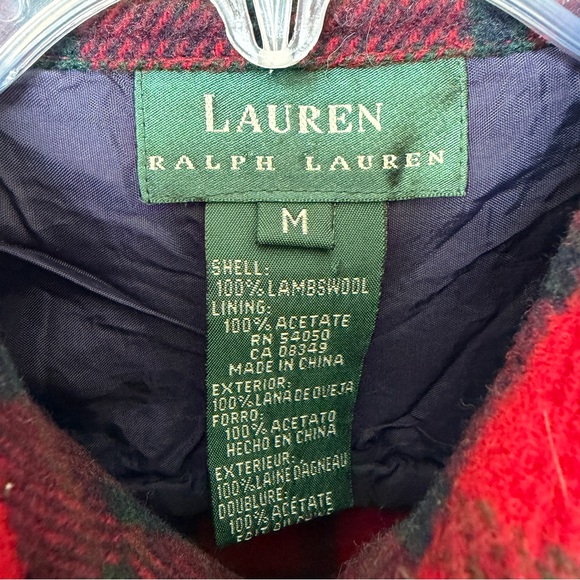 LAUREN
RALPH LAUREN
M
SHELL:
100% LAMBSWOOL
LINING:
100% ACETATE
RN 54050
CA 08349
MADE IN CHINA
EXTERIOR:
100% LANA DE OVEJA
FORRO:
100% ACETATO
HECHO EN CHINA
EXTERIEUR:
100% LAINE D'AGNEAU
DOUBLURE:
100% ACETATE